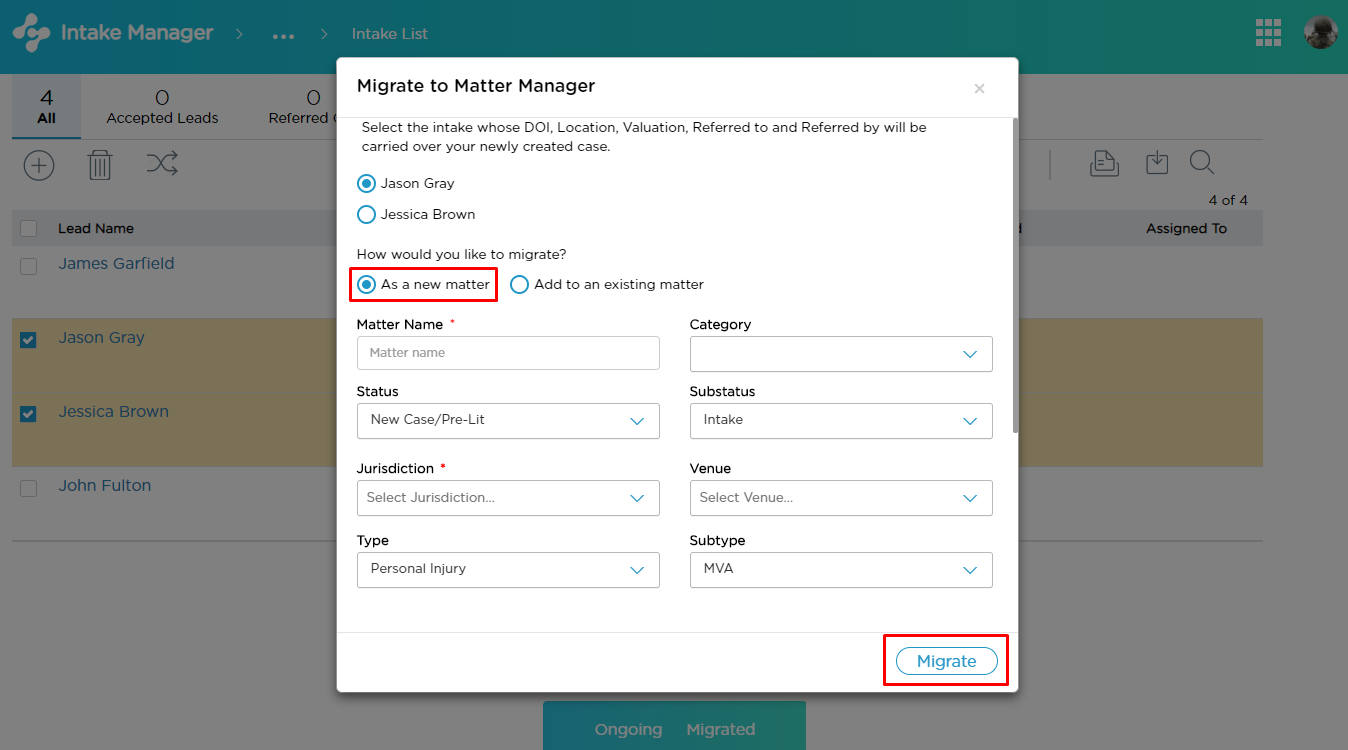 Intake Manager > ... > Intake List
4
All
0
Accepted Leads
0
Referred
4 of 4
Lead Name
Assigned To
James Garfield
Jason Gray
Jessica Brown
John Fulton
Migrate to Matter Manager
×
Select the intake whose DOI, Location, Valuation, Referred to and Referred by will be
carried over your newly created case.
Jason Gray
Jessica Brown
How would you like to migrate?
As a new matter
Add to an existing matter
Matter Name *
Category
Matter name
Status
Substatus
New Case/Pre-Lit
Intake
Jurisdiction *
Venue
Select Jurisdiction...
Select Venue...
Type
Subtype
Personal Injury
MVA
Migrate
Ongoing Migrated